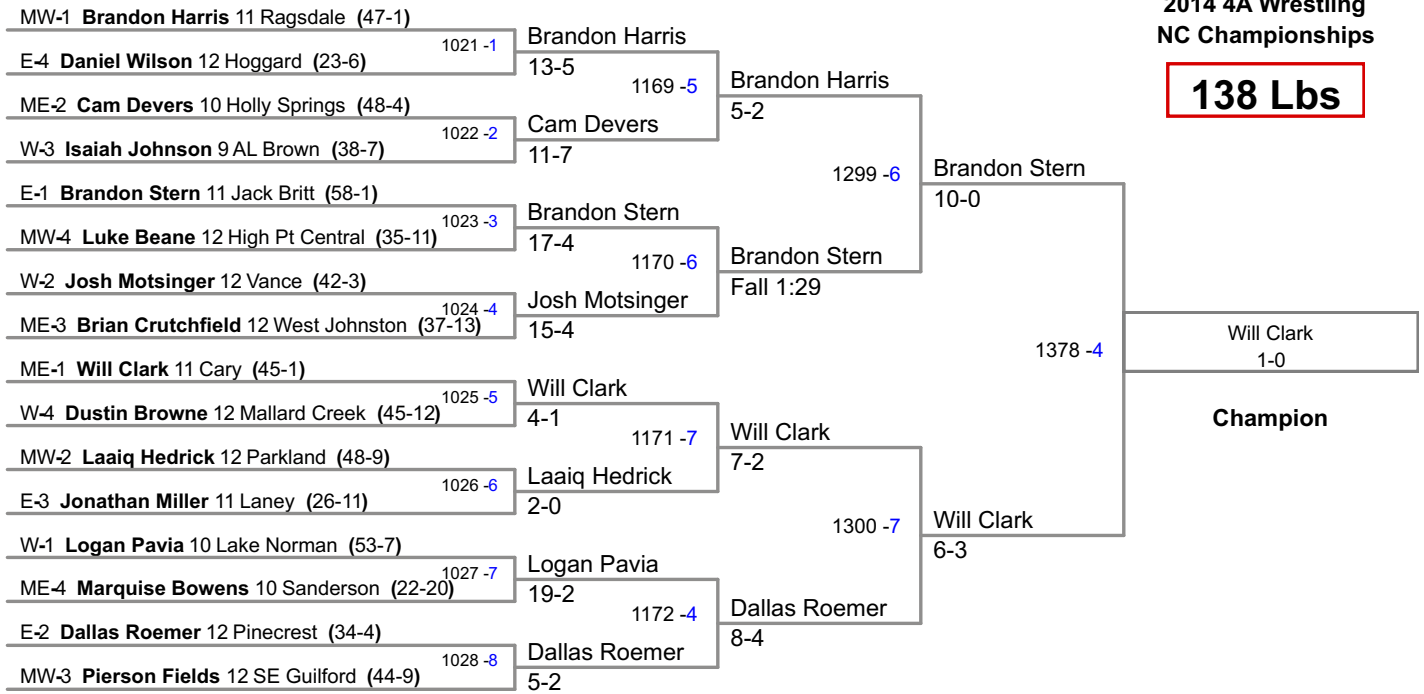 2014 4A Wrestling
NC Championships
138 Lbs
MW-1 Brandon Harris 11 Ragsdale (47-1)
1021 -1
E-4 Daniel Wilson 12 Hoggard (23-6)
ME-2 Cam Devers 10 Holly Springs (48-4)
1022 -2
W-3 Isaiah Johnson 9 AL Brown (38-7)
E-1 Brandon Stern 11 Jack Britt (58-1)
1023 -3
MW-4 Luke Beane 12 High Pt Central (35-11)
W-2 Josh Motsinger 12 Vance (42-3)
1024 -4
ME-3 Brian Crutchfield 12 West Johnston (37-13)
ME-1 Will Clark 11 Cary (45-1)
1025 -5
W-4 Dustin Browne 12 Mallard Creek (45-12)
MW-2 Laaiq Hedrick 12 Parkland (48-9)
1026 -6
E-3 Jonathan Miller 11 Laney (26-11)
W-1 Logan Pavia 10 Lake Norman (53-7)
1027 -7
ME-4 Marquise Bowens 10 Sanderson (22-20)
E-2 Dallas Roemer 12 Pinecrest (34-4)
1028 -8
MW-3 Pierson Fields 12 SE Guilford (44-9)
Brandon Harris
13-5
1169 -5
Cam Devers
11-7
Brandon Stern
17-4
1170 -6
Josh Motsinger
15-4
Will Clark
4-1
1171 -7
Laaiq Hedrick
2-0
Logan Pavia
19-2
1172 -4
Dallas Roemer
5-2
Brandon Harris
5-2
1299 -6
Brandon Stern
Fall 1:29
Will Clark
7-2
1300 -7
Dallas Roemer
8-4
Brandon Stern
10-0
1378 -4
Will Clark
6-3
Will Clark
1-0
Champion